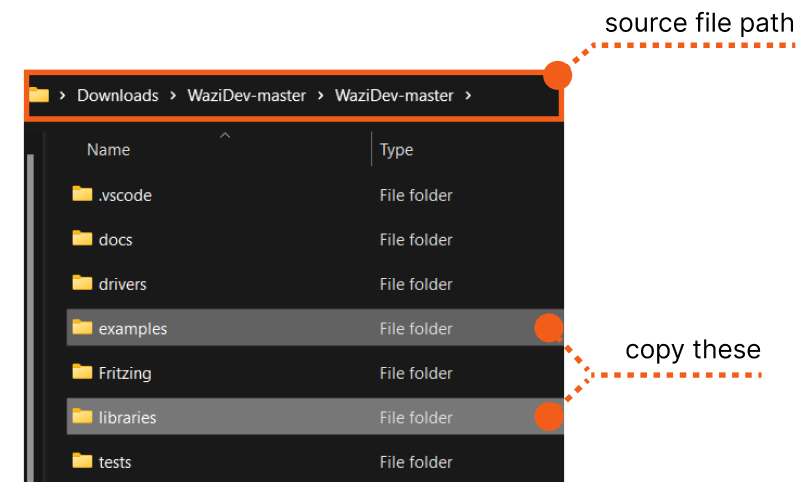 source file path
Downloads > WaziDev-master > WaziDev-master >
Name Type
.vscode File folder
docs File folder
drivers File folder
examples File folder
copy these
Fritzing File folder
libraries File folder
tests File folder